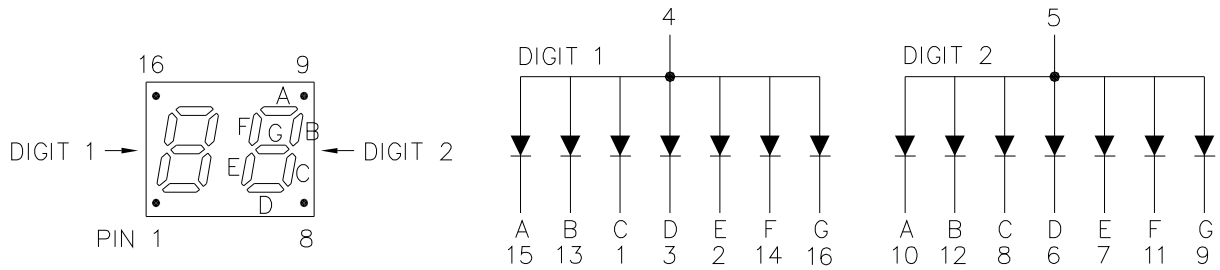 16 9
A
F G B
DIGIT 1 DIGIT 2
E C
D
PIN 1 8
4
DIGIT 1
A B C D E F G
15 13 1 3 2 14 16
5
DIGIT 2
A B C D E F G
10 12 8 6 7 11 9